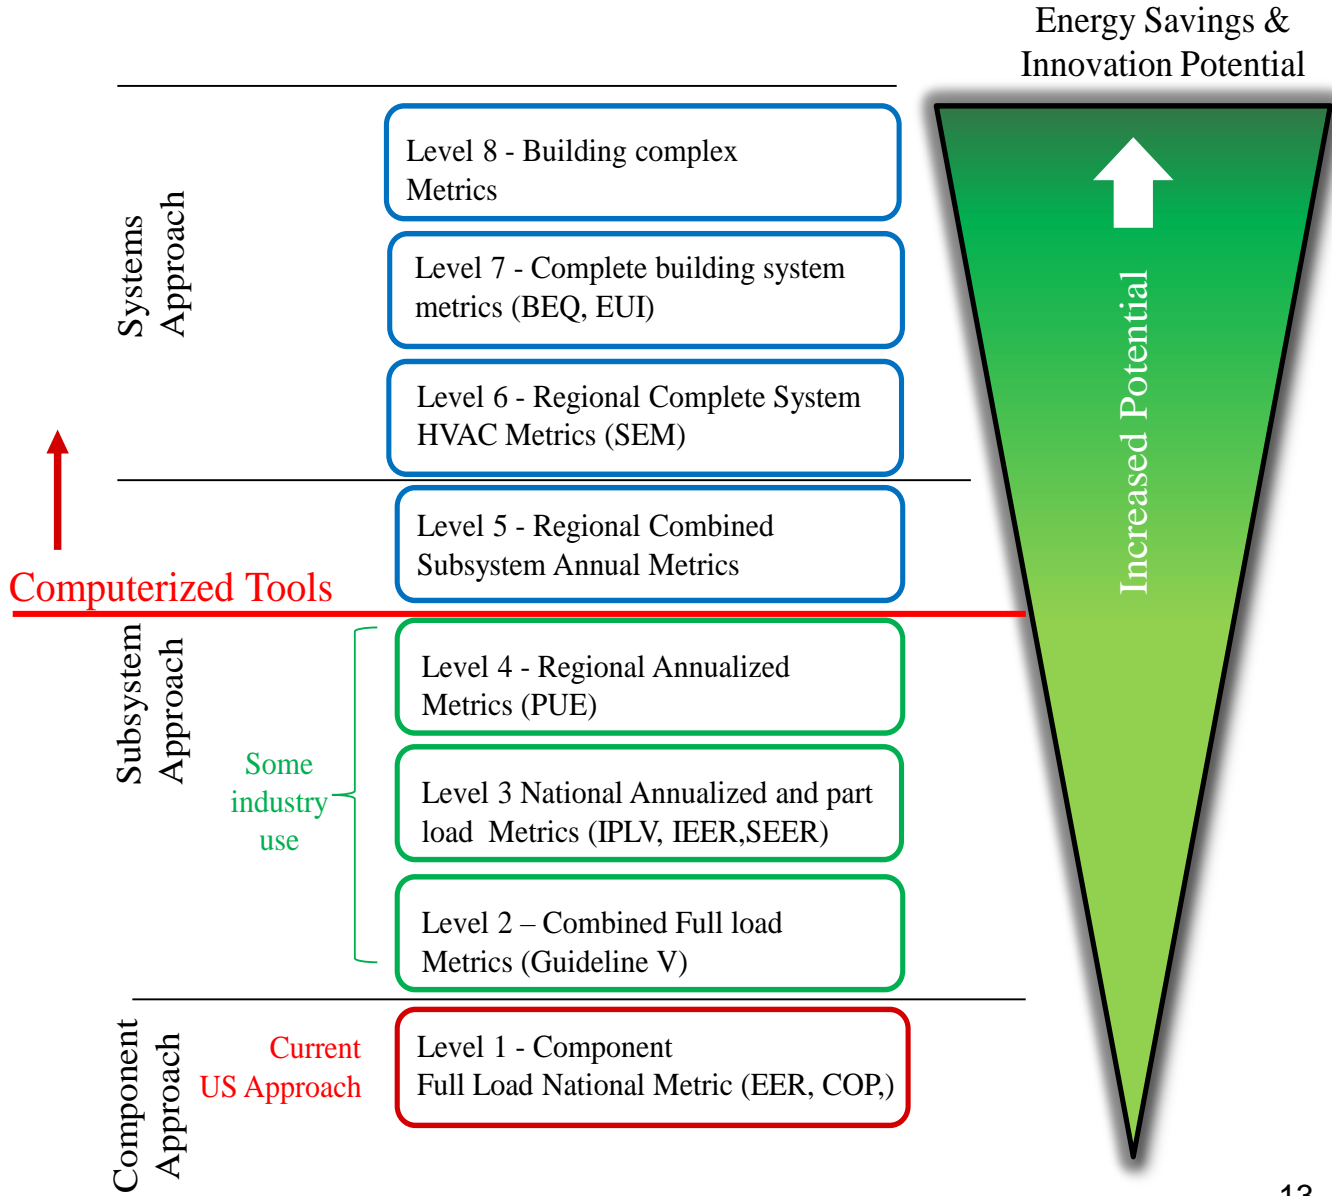 Energy Savings &
Innovation Potential
Level 8 - Building complex
Metrics
Systems
Approach
Level 7 - Complete building system
metrics (BEQ, EUI)
Level 6 - Regional Complete System
HVAC Metrics (SEM)
Increased Potential
Level 5 - Regional Combined
Subsystem Annual Metrics
Computerized Tools
Subsystem
Approach
Level 4 - Regional Annualized
Metrics (PUE)
Some
industry
use
Level 3 National Annualized and part
load  Metrics (IPLV, IEER,SEER)
Level 2 – Combined Full load
Metrics (Guideline V)
Component
Approach
Current
US Approach
Level 1 - Component
Full Load National Metric (EER, COP,)
13